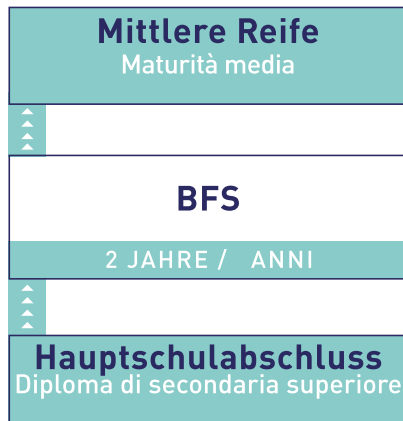 Mittlere Reife
Maturità media
BFS
2 JAHRE / ANNI
Hauptschulabschluss
Diploma di secondaria superiore